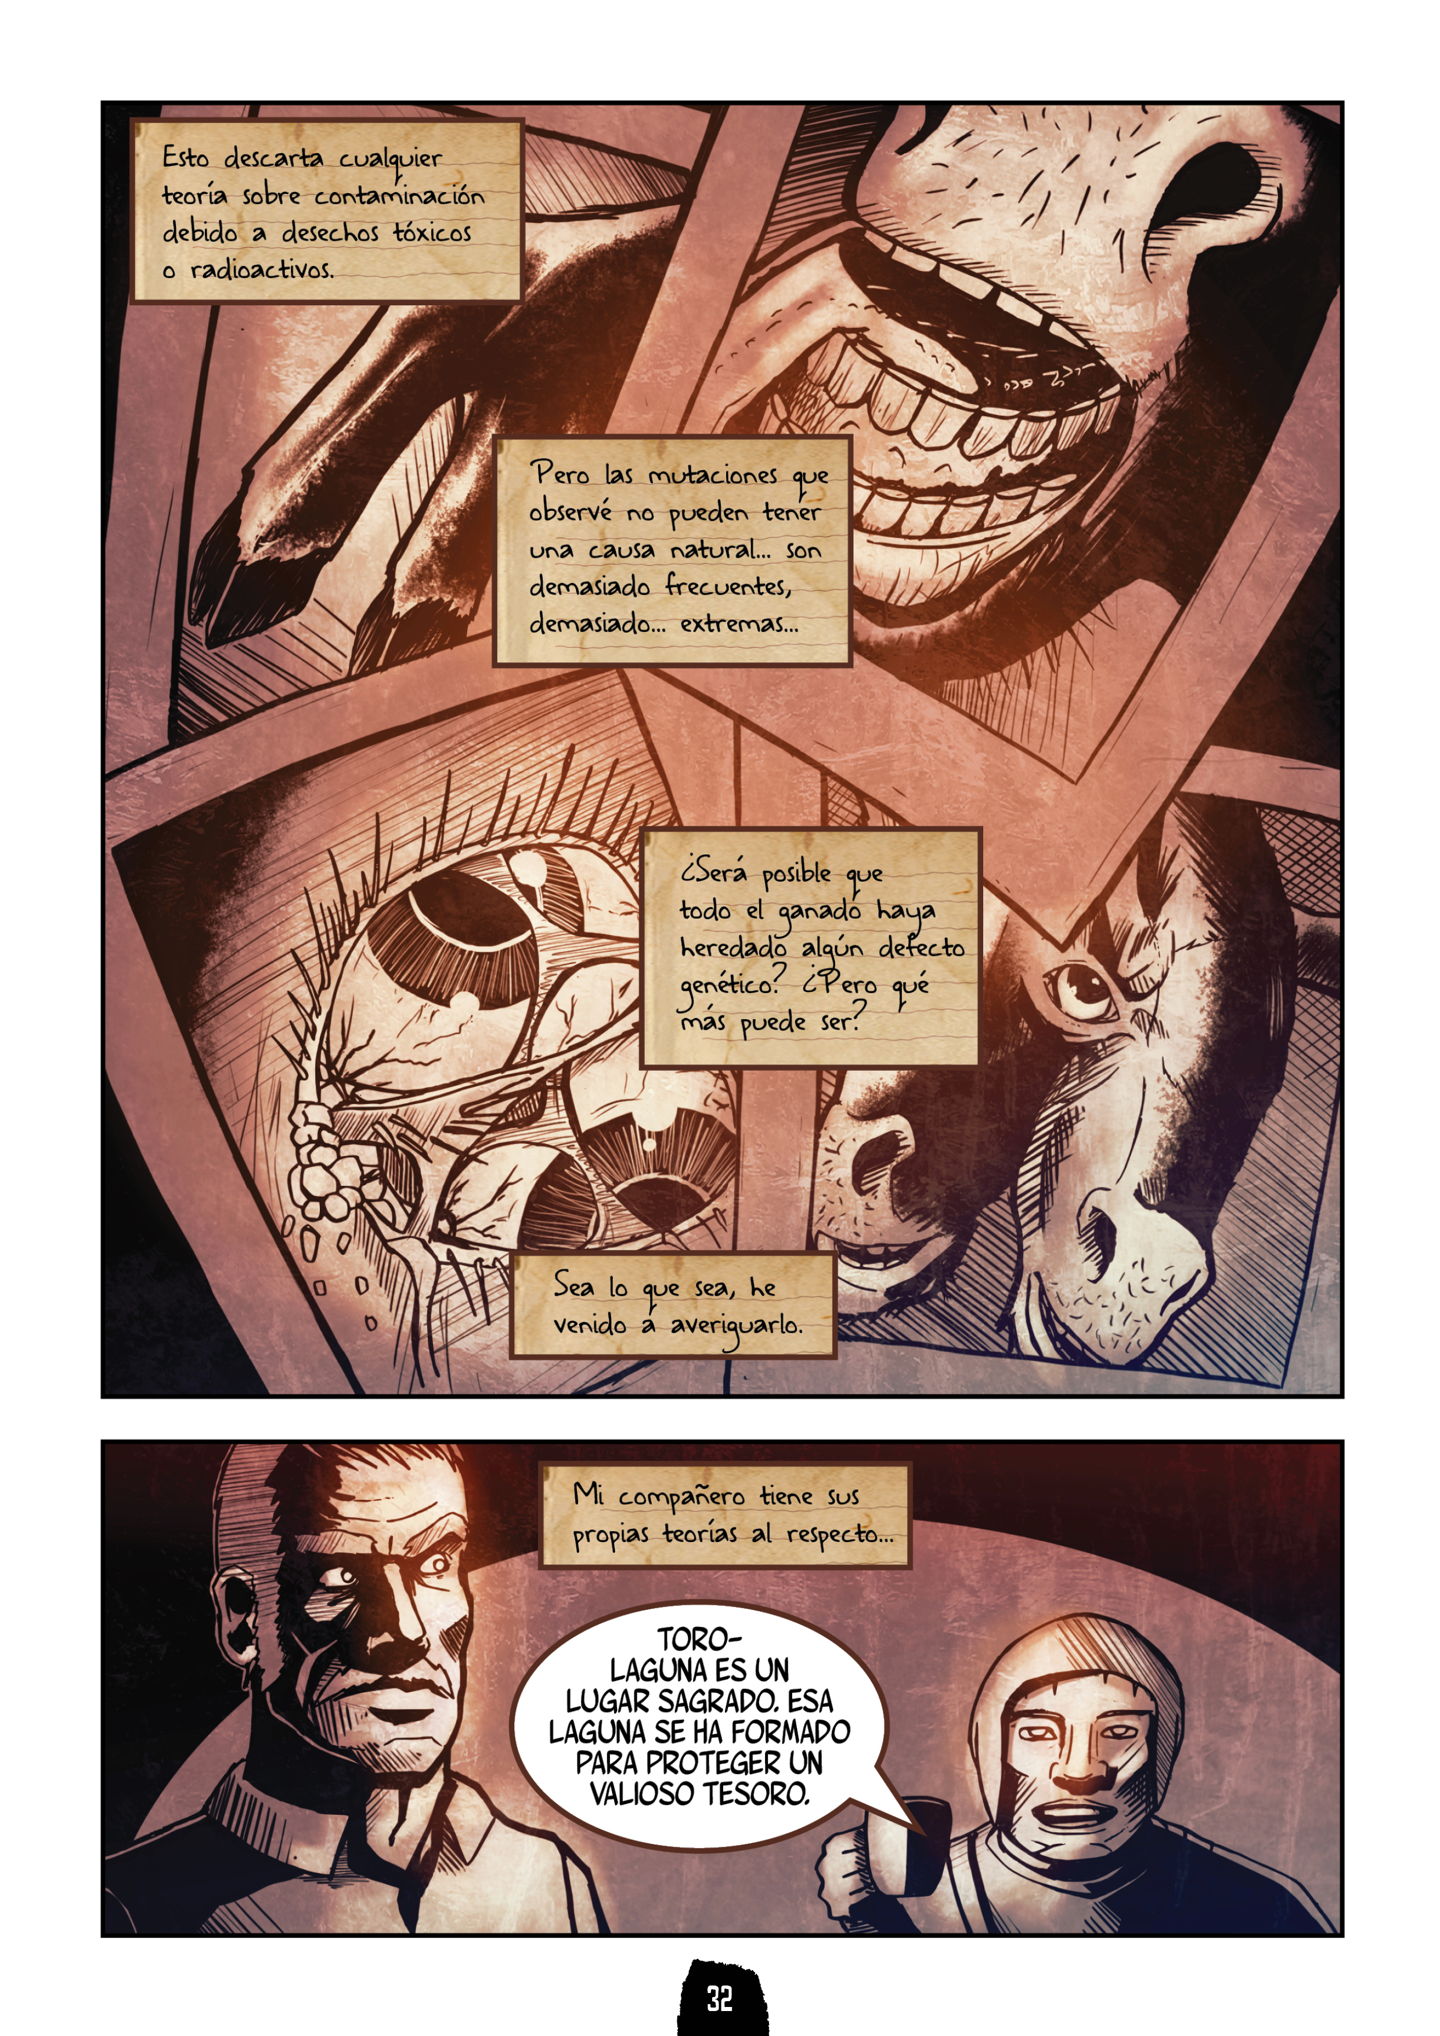 Esto descarta cualquier
teoría sobre contaminación
debido a desechos tóxicos
o radioactivos.
Pero las mutaciones que
observé no pueden tener
una causa natural... son
demasiado frecuentes,
demasiado... extremas...
¿Será posible que
todo el ganado haya
heredado algún defecto
genético? ¿Pero qué
más puede ser?
Sea lo que sea, he
venido a averiguarlo.
Mi compañero tiene sus
propias teorías al respecto...
TORO-
LAGUNA ES UN
LUGAR SAGRADO. ESA
LAGUNA SE HA FORMADO
PARA PROTEGER UN
VALIOSO TESORO.
32